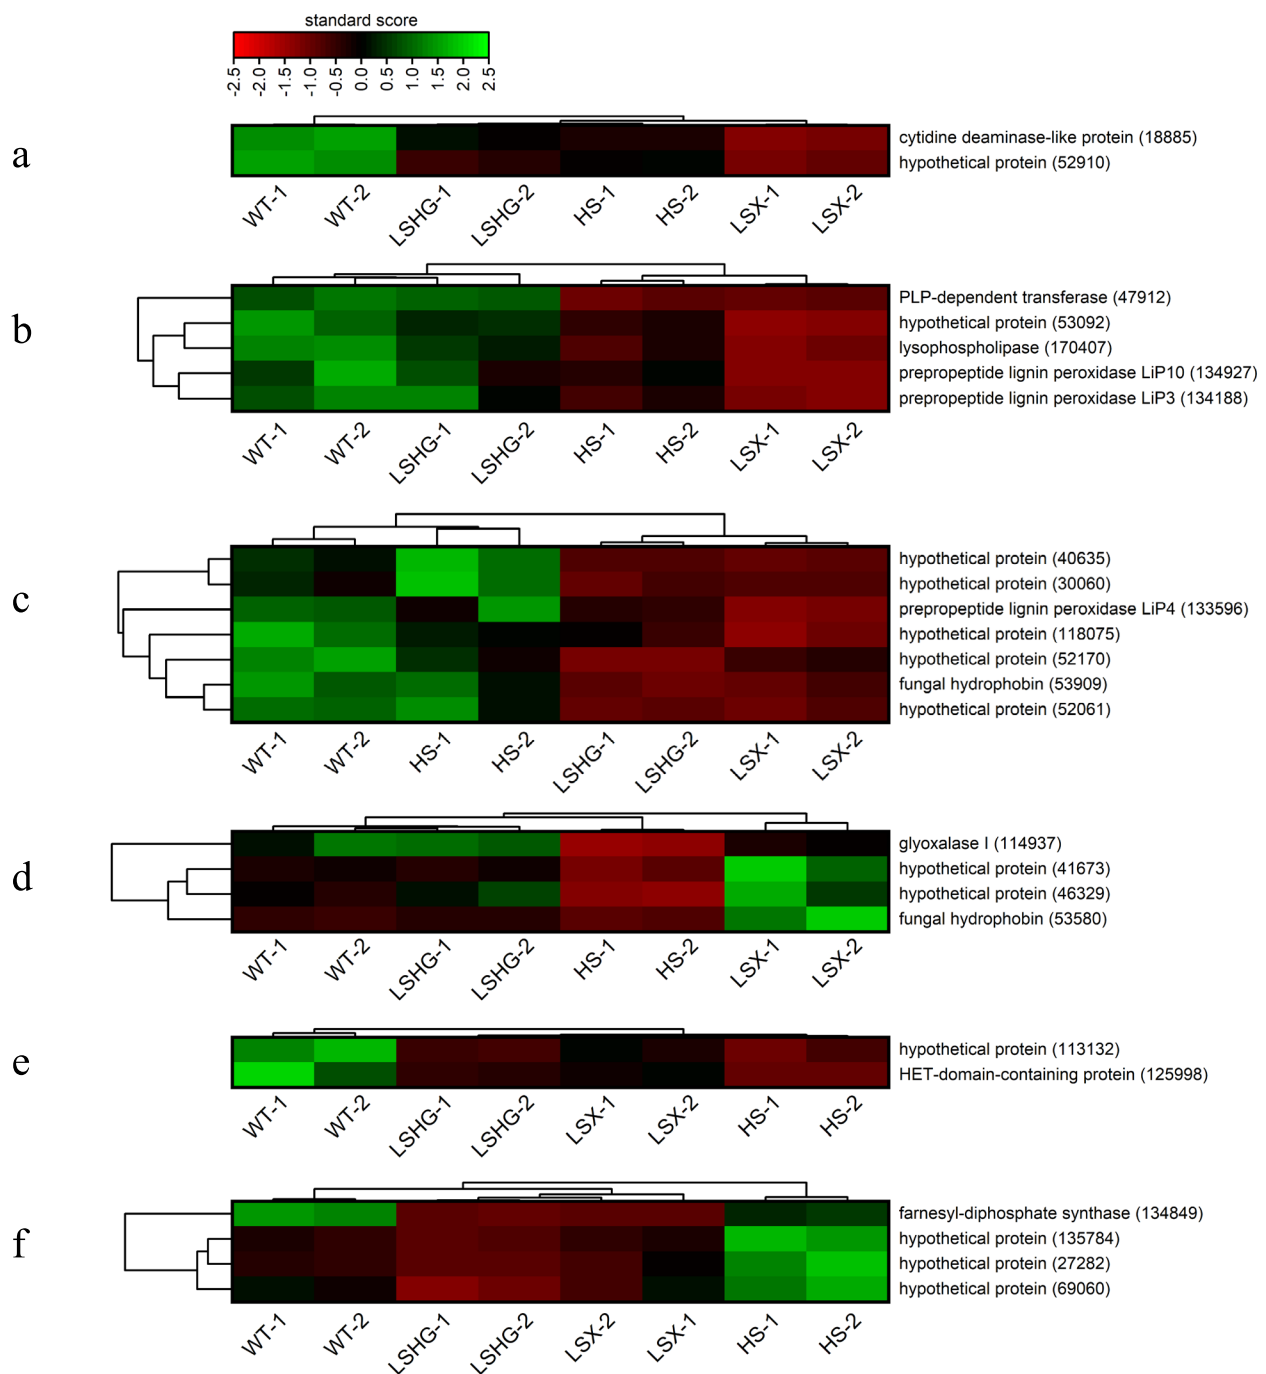 standard score
-2.5 -2.0 -1.5 -1.0 -0.5 0.0 0.5 1.0 1.5 2.0 2.5
a
cytidine deaminase-like protein (18885)
hypothetical protein (52910)
WT-1 WT-2 LSHG-1 LSHG-2 HS-1 HS-2 LSX-1 LSX-2
b
PLP-dependent transferase (47912)
hypothetical protein (53092)
lysophospholipase (170407)
prepropeptide lignin peroxidase LiP10 (134927)
prepropeptide lignin peroxidase LiP3 (134188)
WT-1 WT-2 LSHG-1 LSHG-2 HS-1 HS-2 LSX-1 LSX-2
c
hypothetical protein (40635)
hypothetical protein (30060)
prepropeptide lignin peroxidase LiP4 (133596)
hypothetical protein (118075)
hypothetical protein (52170)
fungal hydrophobin (53909)
hypothetical protein (52061)
WT-1 WT-2 HS-1 HS-2 LSHG-1 LSHG-2 LSX-1 LSX-2
d
glyoxalase I (114937)
hypothetical protein (41673)
hypothetical protein (46329)
fungal hydrophobin (53580)
WT-1 WT-2 LSHG-1 LSHG-2 HS-1 HS-2 LSX-1 LSX-2
e
hypothetical protein (113132)
HET-domain-containing protein (125998)
WT-1 WT-2 LSHG-1 LSHG-2 LSX-1 LSX-2 HS-1 HS-2
f
farnesyl-diphosphate synthase (134849)
hypothetical protein (135784)
hypothetical protein (27282)
hypothetical protein (69060)
WT-1 WT-2 LSHG-1 LSHG-2 LSX-2 LSX-1 HS-1 HS-2